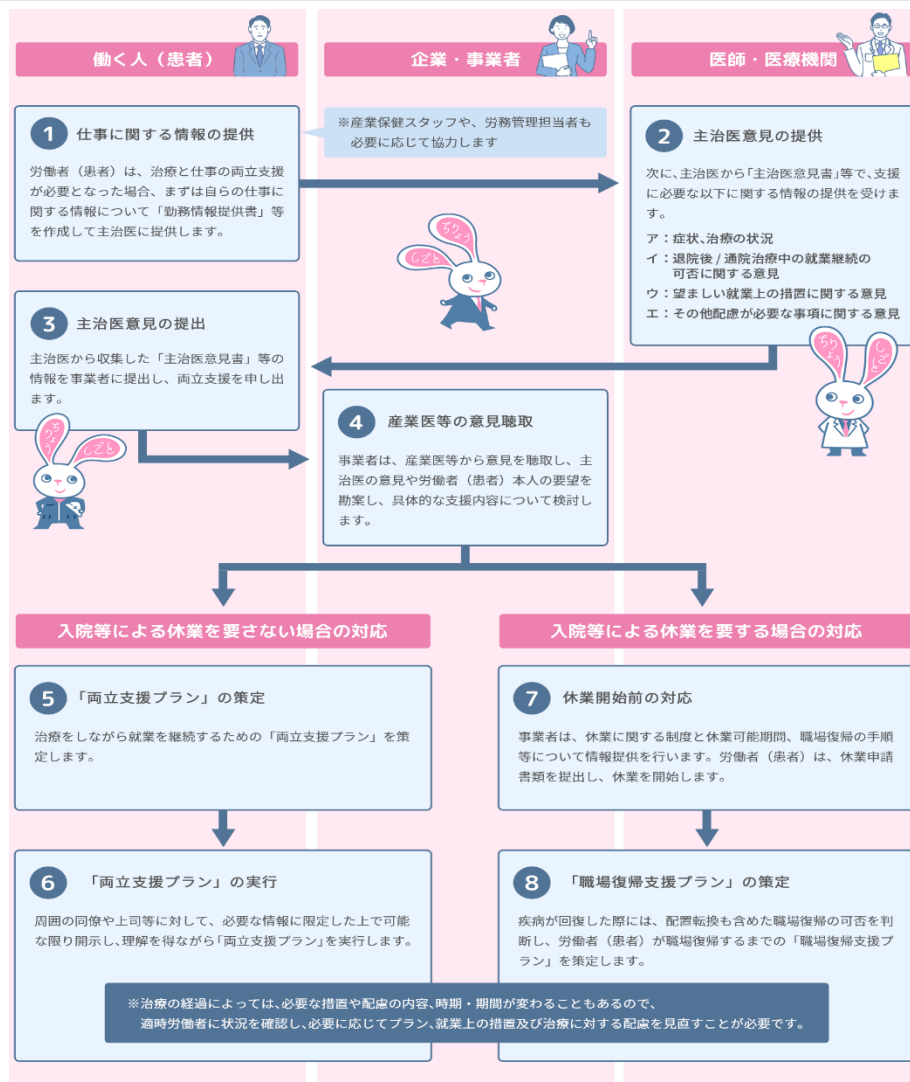 働く人（患者）
企業・事業者
医師・医療機関
1 仕事に関する情報の提供
労働者（患者）は、治療と仕事の両立支援
が必要となった場合、まずは自らの仕事に
関する情報について「勤務情報提供書」等
を作成して主治医に提供します。
※産業保健スタッフや、労務管理担当者も
必要に応じて協力します
2 主治医意見の提供
次に、主治医から「主治医意見書」等で、支援
に必要な以下に関する情報の提供を受けま
す。
ア：症状、治療の状況
イ：退院後 / 通院治療中の就業継続の
可否に関する意見
ウ：望ましい就業上の措置に関する意見
エ：その他配慮が必要な事項に関する意見
ちりょう
しごと
3 主治医意見の提出
主治医から収集した「主治医意見書」等の
情報を事業者に提出し、両立支援を申し出
ます。
ちりょう
しごと
ちりょう
しごと
4 産業医等の意見聴取
事業者は、産業医等から意見を聴取し、主
治医の意見や労働者（患者）本人の要望を
勘案し、具体的な支援内容について検討し
ます。
入院等による休業を要さない場合の対応
入院等による休業を要する場合の対応
5 「両立支援プラン」の策定
治療をしながら就業を継続するための「両立支援プラン」を策
定します。
7 休業開始前の対応
事業者は、休業に関する制度と休業可能期間、職場復帰の手順
等について情報提供を行います。労働者（患者）は、休業申請
書類を提出し、休業を開始します。
6 「両立支援プラン」の実行
周囲の同僚や上司等に対して、必要な情報に限定した上で可能
な限り開示し、理解を得ながら「両立支援プラン」を実行します。
8 「職場復帰支援プラン」の策定
疾病が回復した際には、配置転換も含めた職場復帰の可否を判
断し、労働者（患者）が職場復帰するまでの「職場復帰支援プ
ラン」を策定します。
※治療の経過によっては、必要な措置や配慮の内容、時期・期間が変わることもあるので、
適時労働者に状況を確認し、必要に応じてプラン、就業上の措置及び治療に対する配慮を見直すことが必要です。